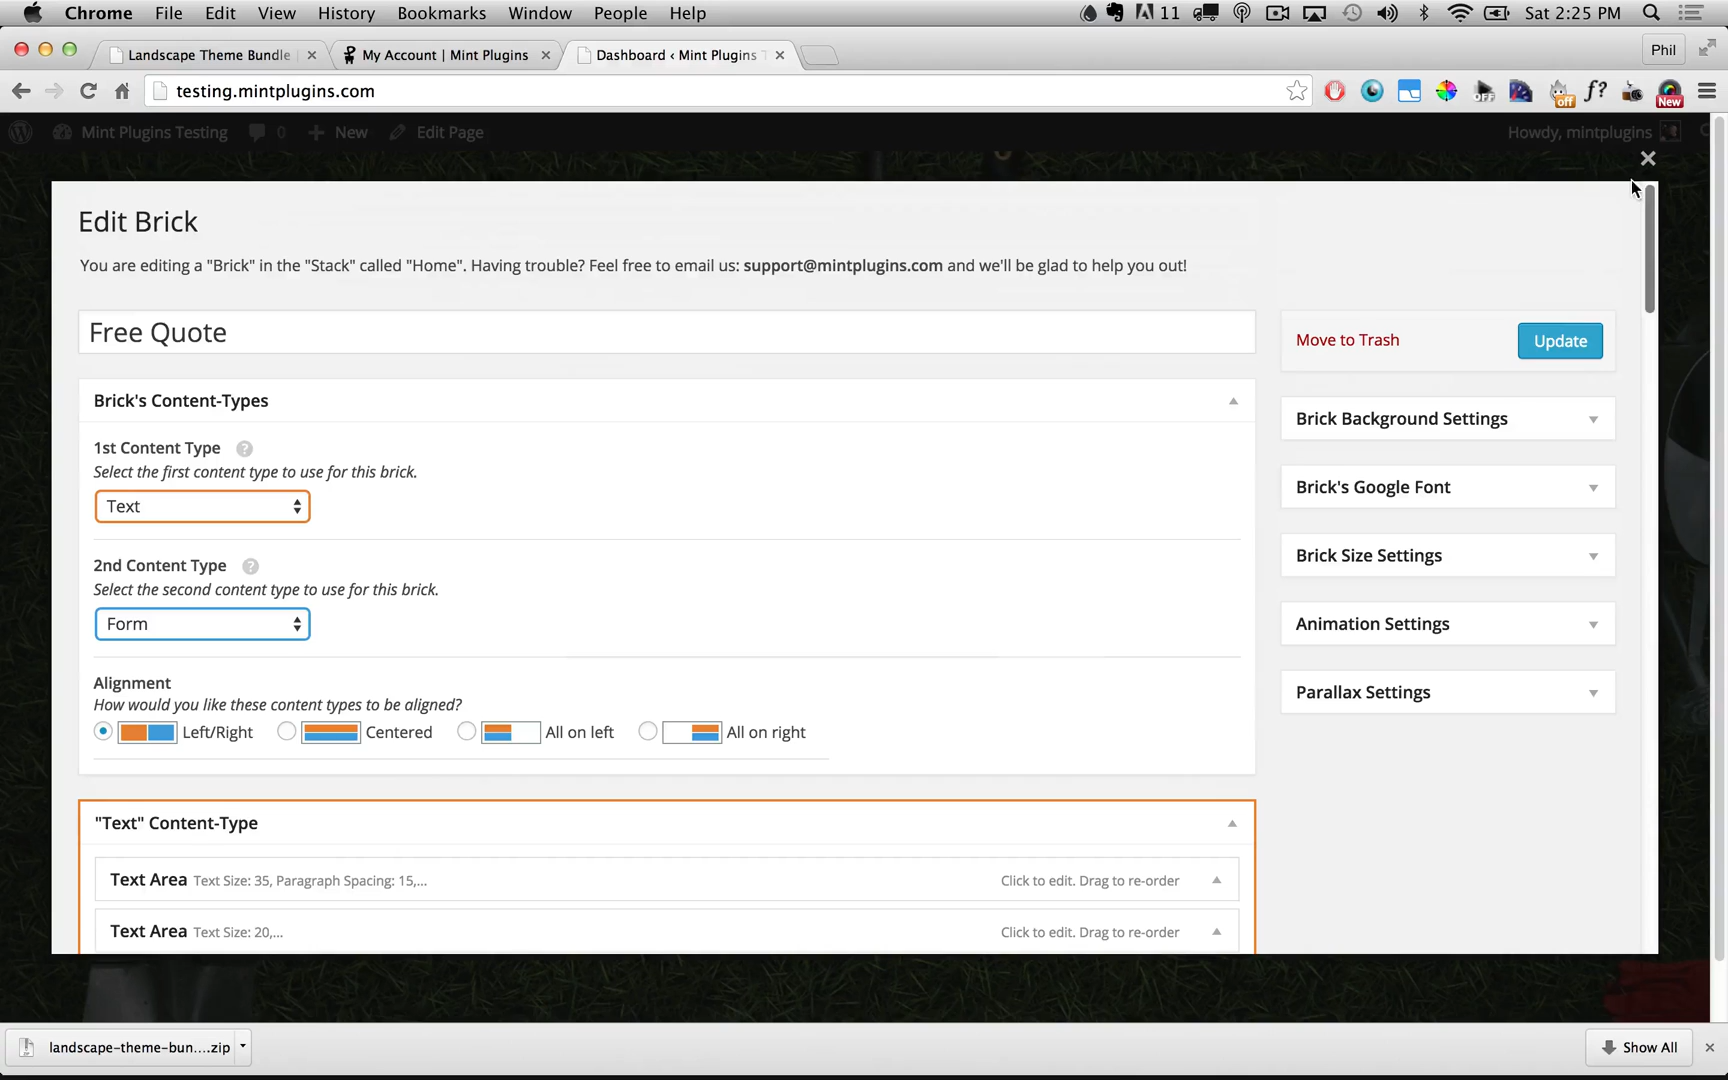 Chrome File Edit View History Bookmarks Window People Help 11 Sat 2:25 PM
Landscape Theme Bundle My Account | Mint Plugins Dashboard ‹ Mint Plugins Phil
testing.mintplugins.com f? OFF off New
Mint Plugins Testing 0 New Edit Page Howdy, mintplugins
Edit Brick
You are editing a "Brick" in the "Stack" called "Home". Having trouble? Feel free to email us: support@mintplugins.com and we'll be glad to help you out!
Free Quote
Move to Trash Update
Brick's Content-Types
Brick Background Settings
1st Content Type ?
Select the first content type to use for this brick.
Brick's Google Font
Text
Brick Size Settings
2nd Content Type ?
Select the second content type to use for this brick.
Form
Animation Settings
Alignment
Parallax Settings
How would you like these content types to be aligned?
Left/Right Centered All on left All on right
"Text" Content-Type
Text Area Text Size: 35, Paragraph Spacing: 15,... Click to edit. Drag to re-order
Text Area Text Size: 20,... Click to edit. Drag to re-order
landscape-theme-bun....zip Show All